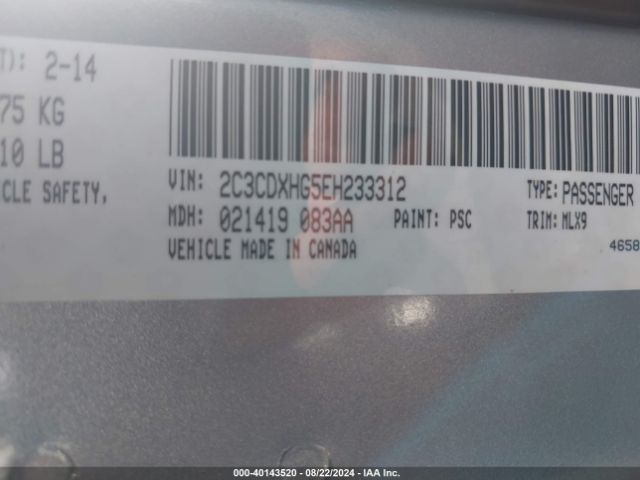 T): 2-14
75 KG
10 LB
CLE SAFETY,
VIN: 2C3CDXHG5EH233312
TYPE: PASSENGER
MDH: 021419 083AA
PAINT: PSC
TRIM: MLX9
VEHICLE MADE IN CANADA
4658
000-40143520 - 08/22/2024 - IAA Inc.